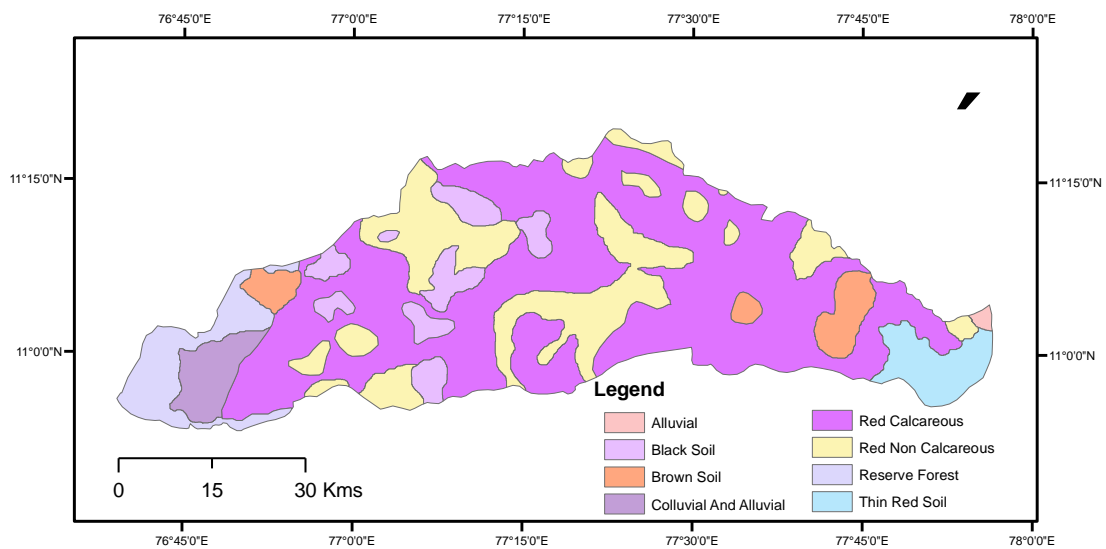 76°45'0"E 77°0'0"E 77°15'0"E 77°30'0"E 77°45'0"E 78°0'0"E
11°15'0"N 11°15'0"N
11°0'0"N 11°0'0"N
Legend
Alluvial
Black Soil
Brown Soil
Colluvial And Alluvial
Red Calcareous
Red Non Calcareous
Reserve Forest
Thin Red Soil
0 15 30 Kms
76°45'0"E 77°0'0"E 77°15'0"E 77°30'0"E 77°45'0"E 78°0'0"E